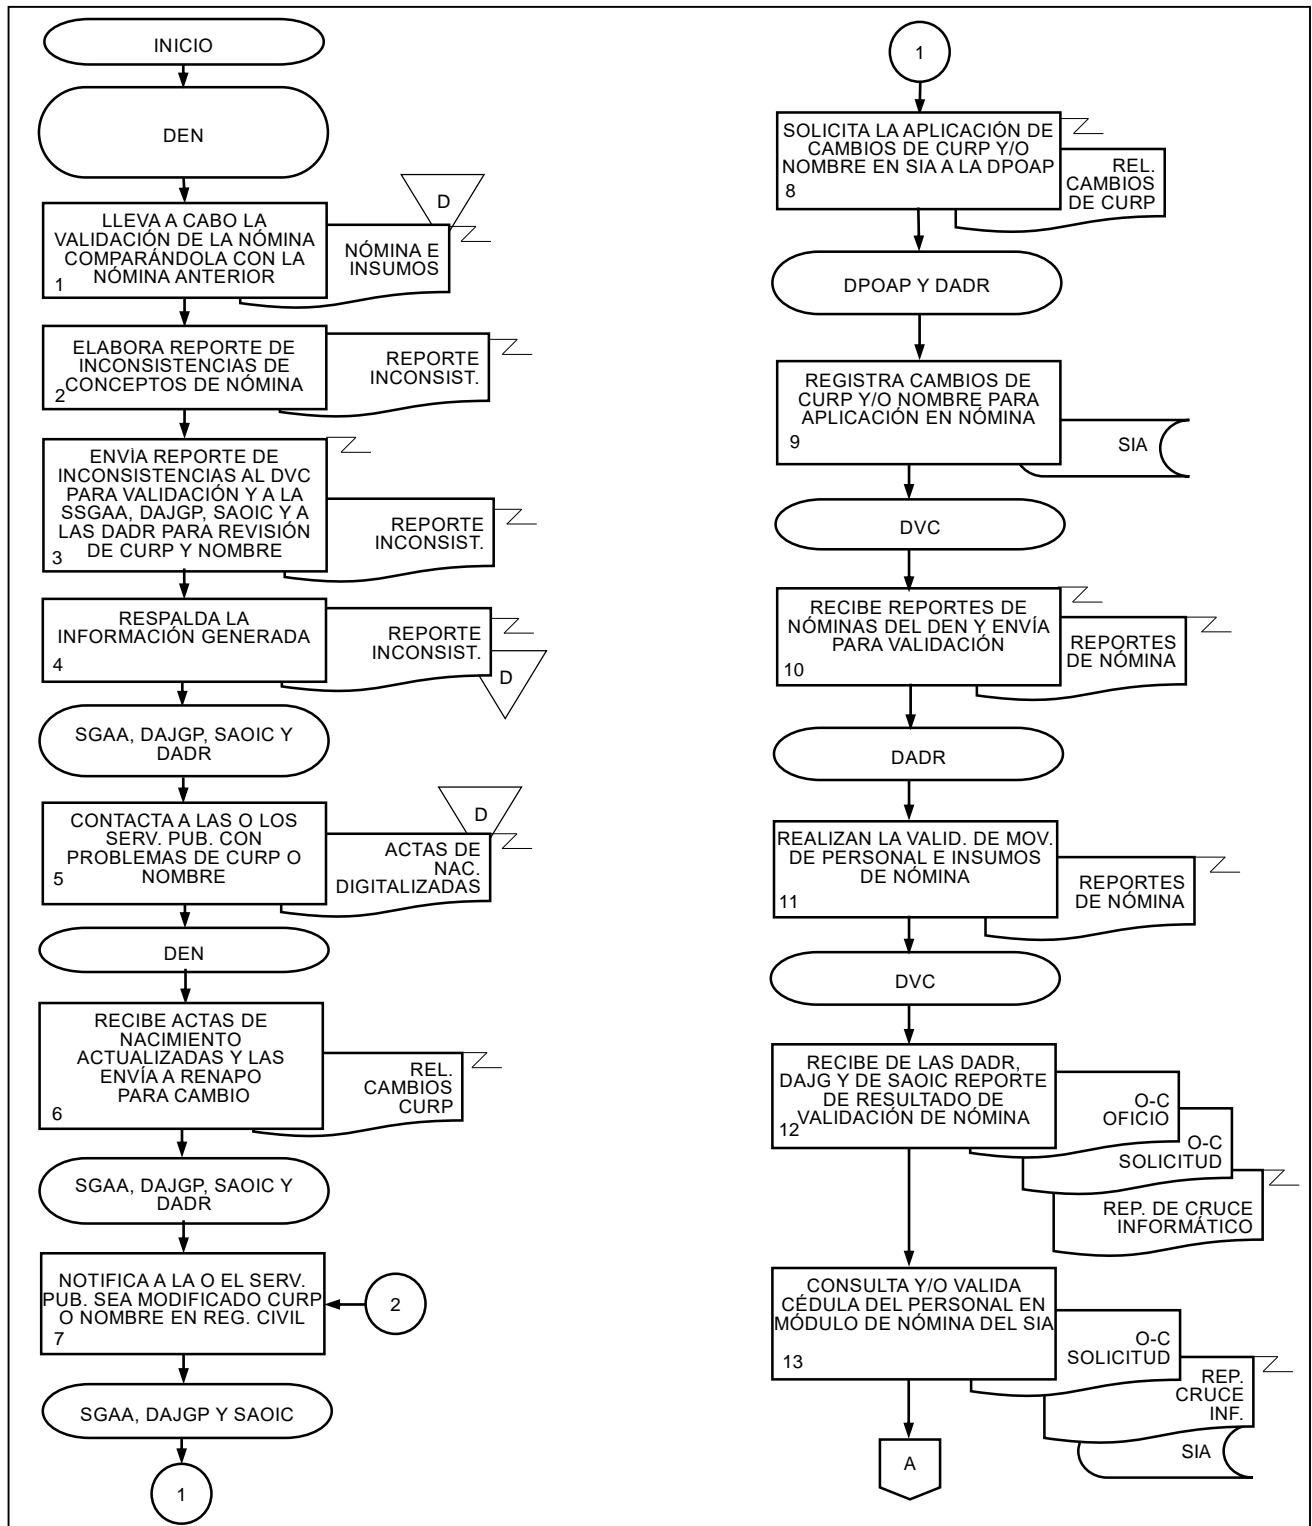 INICIO
DEN
LLEVA A CABO LA
VALIDACIÓN DE LA NÓMINA
COMPARÁNDOLA CON LA
NÓMINA ANTERIOR
1
D
NÓMINA E
INSUMOS
ELABORA REPORTE DE
INCONSISTENCIAS DE
CONCEPTOS DE NÓMINA
2
REPORTE
INCONSIST.
ENVÌA REPORTE DE
INCONSISTENCIAS AL DVC
PARA VALIDACIÓN Y A LA
SSGAA, DAJGP, SAOIC Y A
LAS DADR PARA REVISIÓN
DE CURP Y NOMBRE
3
REPORTE
INCONSIST.
RESPALDA LA
INFORMACIÓN GENERADA
4
REPORTE
INCONSIST.
D
SGAA, DAJGP, SAOIC Y
DADR
CONTACTA A LAS O LOS
SERV. PUB. CON
PROBLEMAS DE CURP O
NOMBRE
5
D
ACTAS DE
NAC.
DIGITALIZADAS
DEN
RECIBE ACTAS DE
NACIMIENTO
ACTUALIZADAS Y LAS
ENVÍA A RENAPO
PARA CAMBIO
6
REL.
CAMBIOS
CURP
SGAA, DAJGP, SAOIC Y
DADR
NOTIFICA A LA O EL SERV.
PUB. SEA MODIFICADO CURP
O NOMBRE EN REG. CIVIL
7
2
SGAA, DAJGP Y SAOIC
1
1
SOLICITA LA APLICACIÓN DE
CAMBIOS DE CURP Y/O
NOMBRE EN SIA A LA DPOAP
8
REL.
CAMBIOS
DE CURP
DPOAP Y DADR
REGISTRA CAMBIOS DE
CURP Y/O NOMBRE PARA
APLICACIÓN EN NÓMINA
9
SIA
DVC
RECIBE REPORTES DE
NÓMINAS DEL DEN Y ENVÍA
PARA VALIDACIÓN
10
REPORTES
DE NÓMINA
DADR
REALIZAN LA VALID. DE MOV.
DE PERSONAL E INSUMOS
DE NÓMINA
11
REPORTES
DE NÓMINA
DVC
RECIBE DE LAS DADR,
DAJG Y DE SAOIC REPORTE
DE RESULTADO DE
VALIDACIÓN DE NÓMINA
12
O-C
OFICIO
O-C
SOLICITUD
REP. DE CRUCE
INFORMÁTICO
CONSULTA Y/O VALIDA
CÉDULA DEL PERSONAL EN
MÓDULO DE NÓMINA DEL SIA
13
O-C
SOLICITUD
REP.
CRUCE
INF.
SIA
A